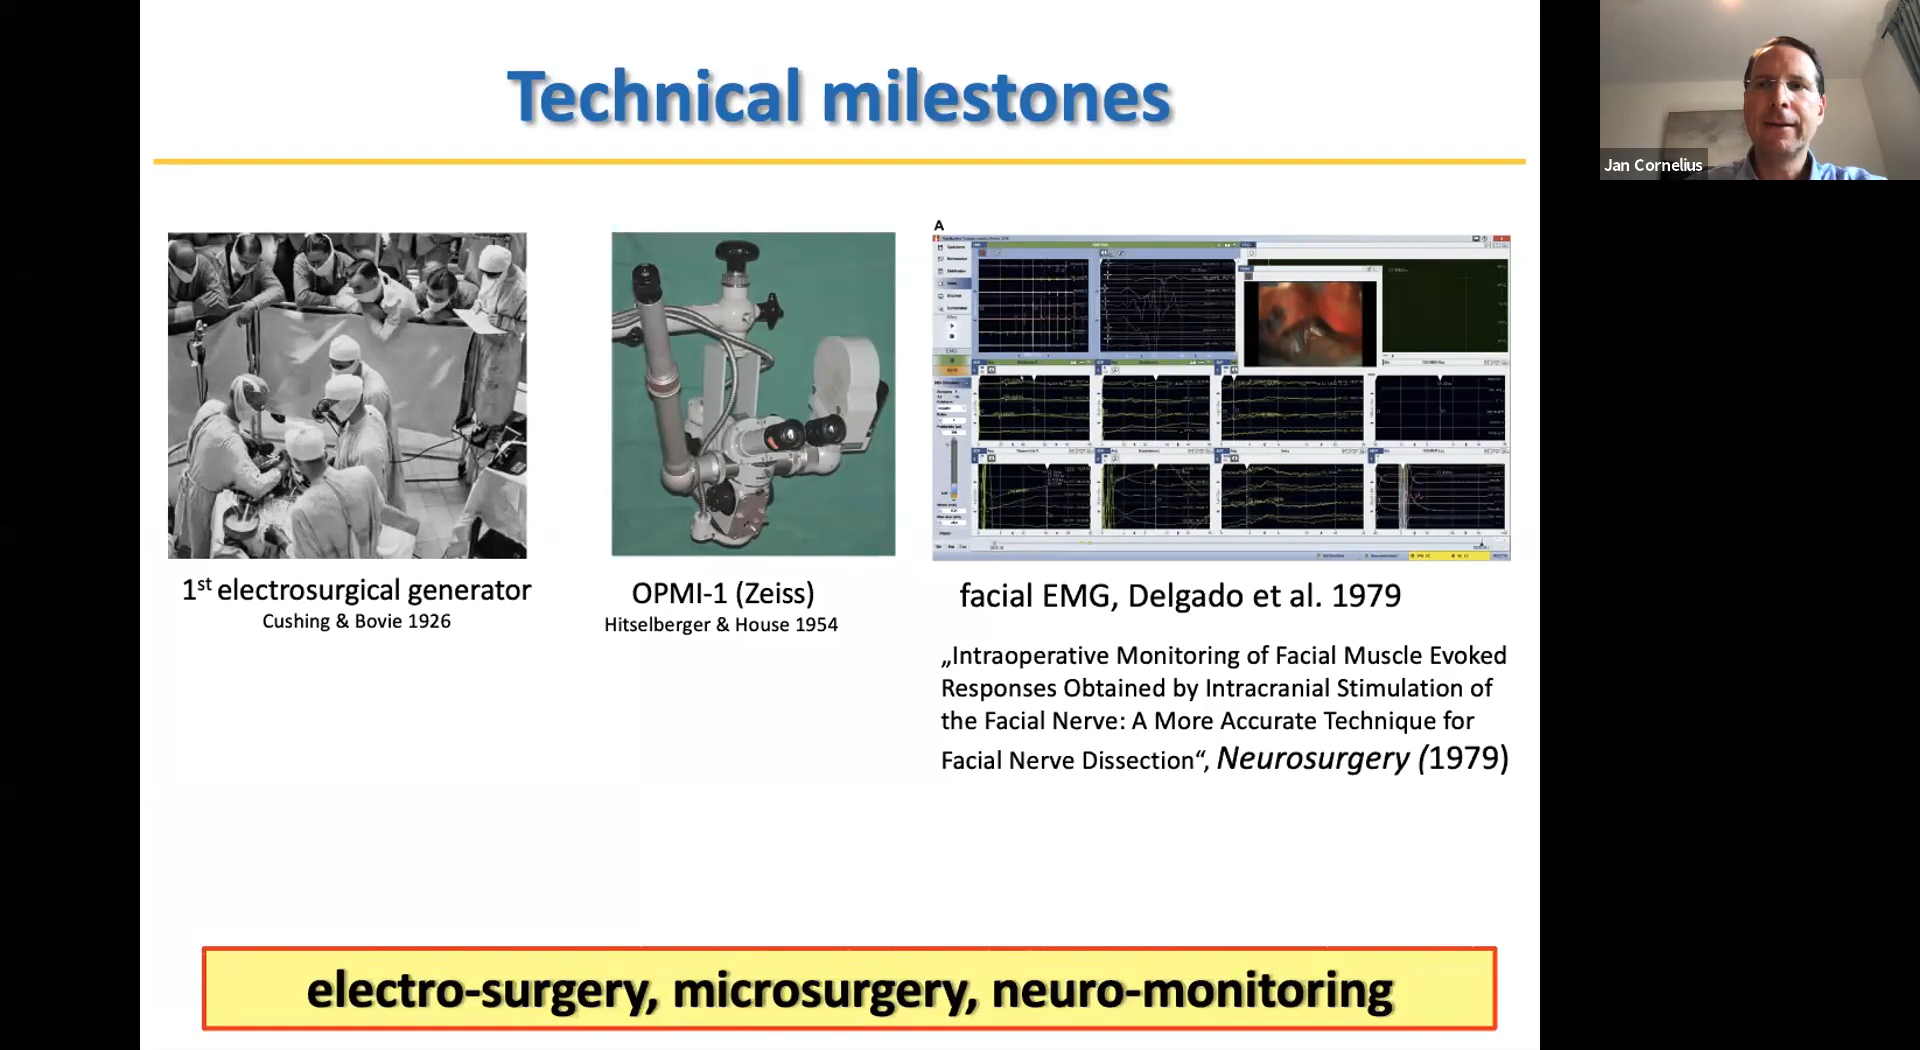 Technical milestones
Jan Cornelius
A
1st electrosurgical generator
Cushing & Bovie 1926
OPMI-1 (Zeiss)
Hitselberger & House 1954
facial EMG, Delgado et al. 1979
„Intraoperative Monitoring of Facial Muscle Evoked
Responses Obtained by Intracranial Stimulation of
the Facial Nerve: A More Accurate Technique for
Facial Nerve Dissection“, Neurosurgery (1979)
electro-surgery, microsurgery, neuro-monitoring